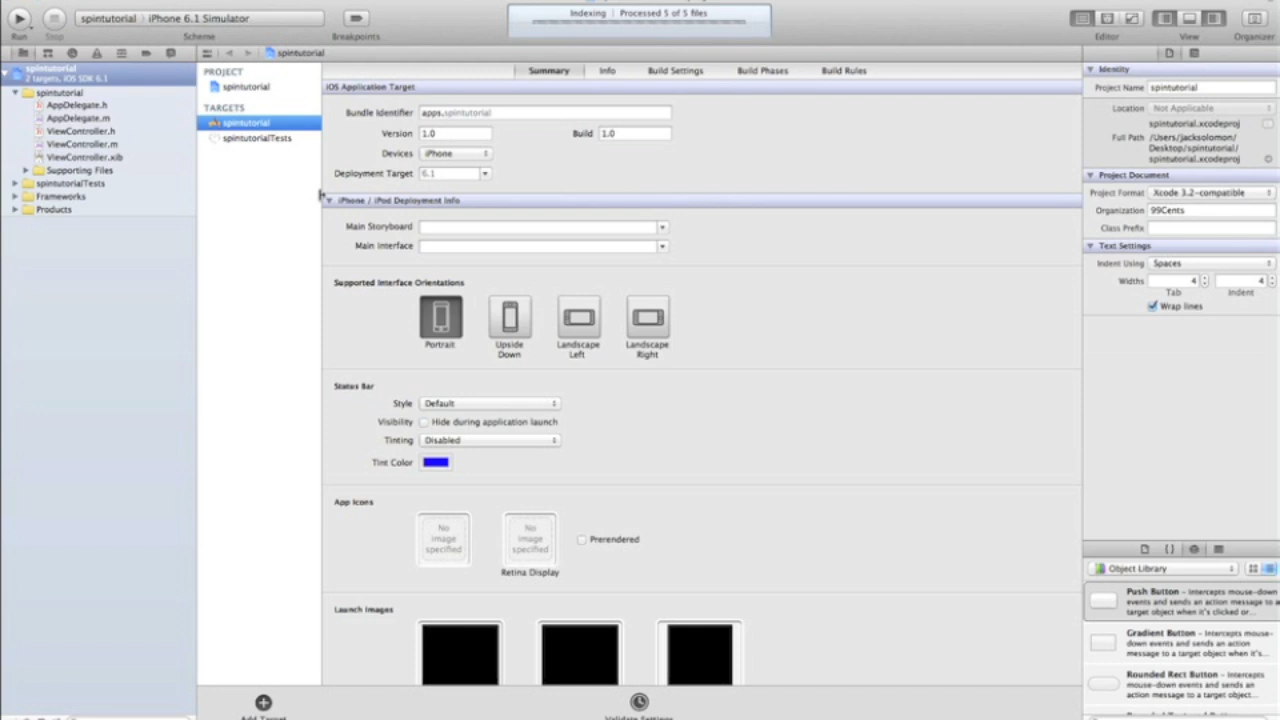 Indexing | Processed 5 of 5 files
spintutorial
iPhone 6.1 Simulator
Run
Stop
Scheme
Breakpoints
Editor
View
Organizer
spintutorial
spintutorial
2 targets, iOS SDK 6.1
spintutorial
AppDelegate.h
AppDelegate.m
ViewController.h
ViewController.m
ViewController.xib
Supporting Files
spintutorialTests
Frameworks
Products
PROJECT
spintutorial
TARGETS
spintutorial
spintutorialTests
Summary
Info
Build Settings
Build Phases
Build Rules
iOS Application Target
Bundle Identifier apps.spintutorial
Version 1.0
Build 1.0
Devices iPhone
Deployment Target 6.1
iPhone / iPod Deployment Info
Main Storyboard
Main Interface
Supported Interface Orientations
Portrait
Upside
Down
Landscape
Left
Landscape
Right
Status Bar
Style Default
Visibility Hide during application launch
Tinting Disabled
Tint Color
App Icons
No
image
specified
No
image
specified
Prerendered
Retina Display
Launch Images
Add Target
Validate Settings
Identity
Project Name spintutorial
Location Not Applicable
spintutorial.xcodeproj
Full Path /Users/jacksolomon/
Desktop/spintutorial/
spintutorial.xcodeproj
Project Document
Project Format Xcode 3.2-compatible
Organization 99Cents
Class Prefix
Text Settings
Indent Using Spaces
Widths 4 4
Tab Indent
Wrap lines
Object Library
Push Button - Intercepts mouse-down
events and sends an action message to a
target object when it's clicked or...
Gradient Button - Intercepts mouse-
down events and sends an action
message to a target object when it's...
Rounded Rect Button - Intercepts
mouse-down events and sends an
action message to a target object...